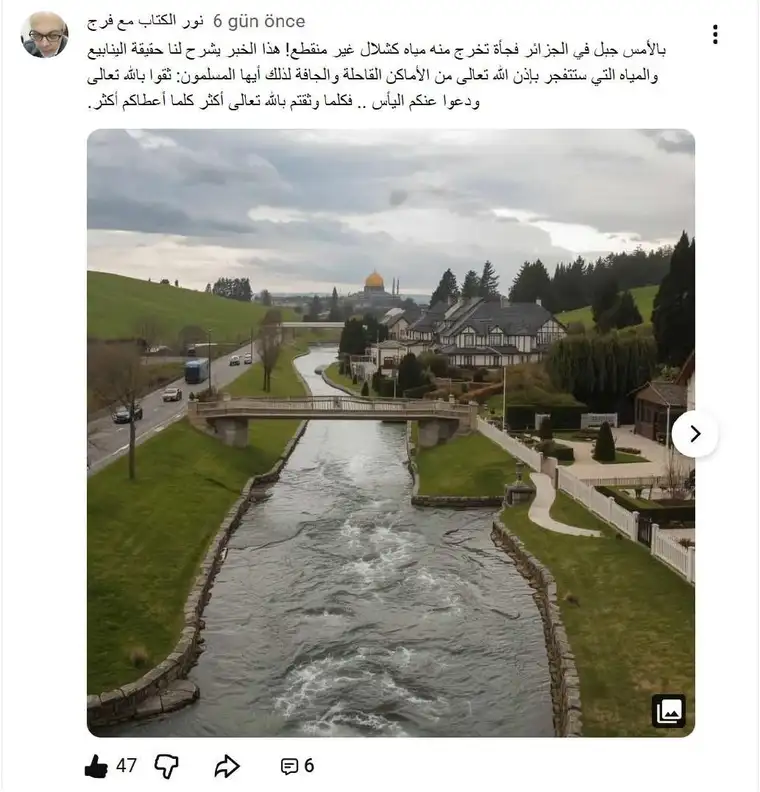 نور الكتاب مع فرج 6 gün önce
بالأمس جبل في الجزائر فجأة تخرج منه مياه كشلال غير منقطع! هذا الخبر يشرح لنا حقيقة الينابيع
والمياه التي ستتفجر بإذن الله تعالى من الأماكن القاحلة والجافة لذلك أيها المسلمون: ثقوا بالله تعالى
ودعوا عنكم اليأس .. فكلما وثقتم بالله تعالى أكثر كلما أعطاكم أكثر.
47 6